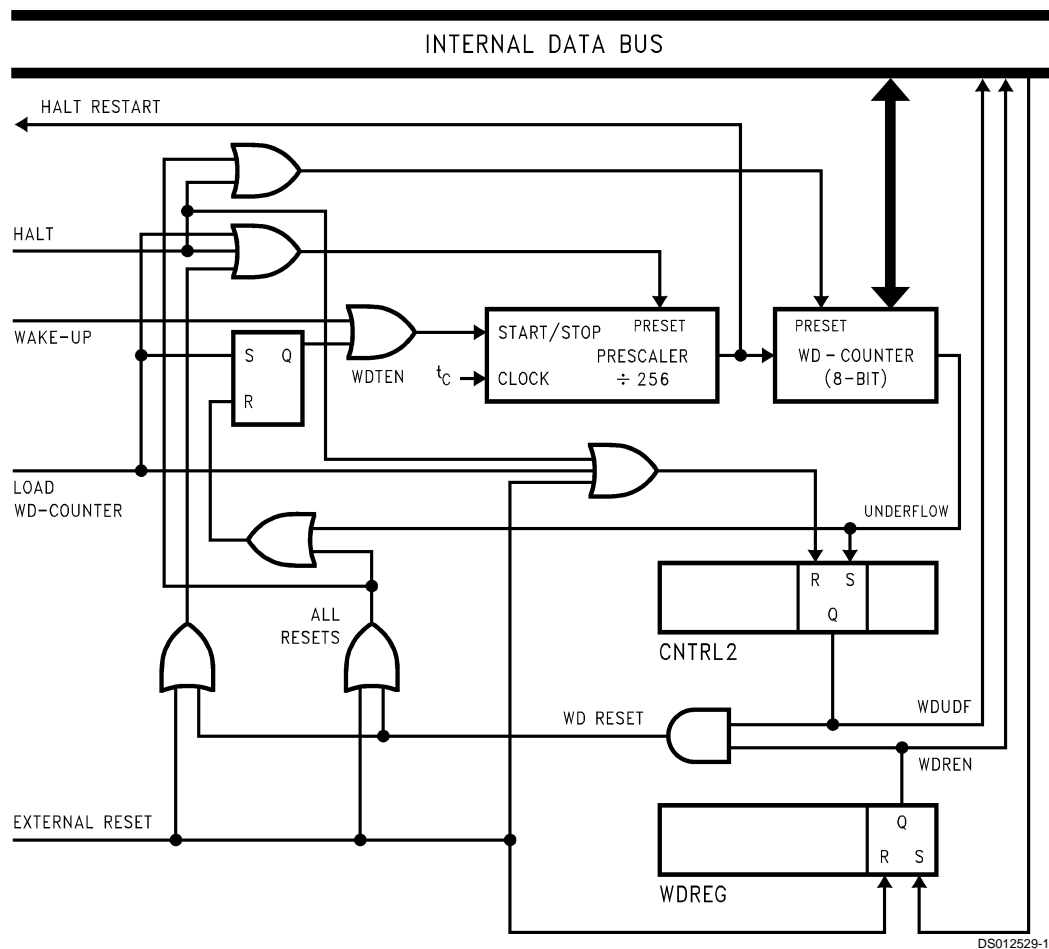 INTERNAL DATA BUS
HALT RESTART
HALT
WAKE-UP
S Q
R
WDTEN
tC
START/STOP PRESET
PRESCALER
CLOCK ÷ 256
PRESET
WD-COUNTER
(8-BIT)
LOAD
WD-COUNTER
UNDERFLOW
R S
Q
CNTRL2
ALL
RESETS
WD RESET
WDUDF
WDREN
EXTERNAL RESET
Q
R S
WDREG
DS012529-1